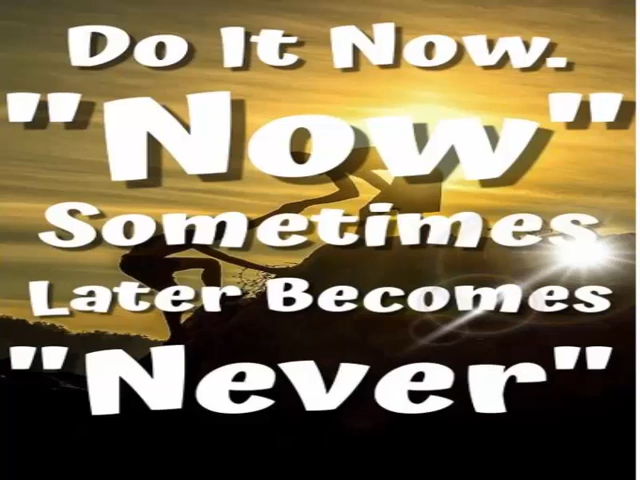 Do It Now.
"Now"
Sometimes
Later Becomes
"Never"